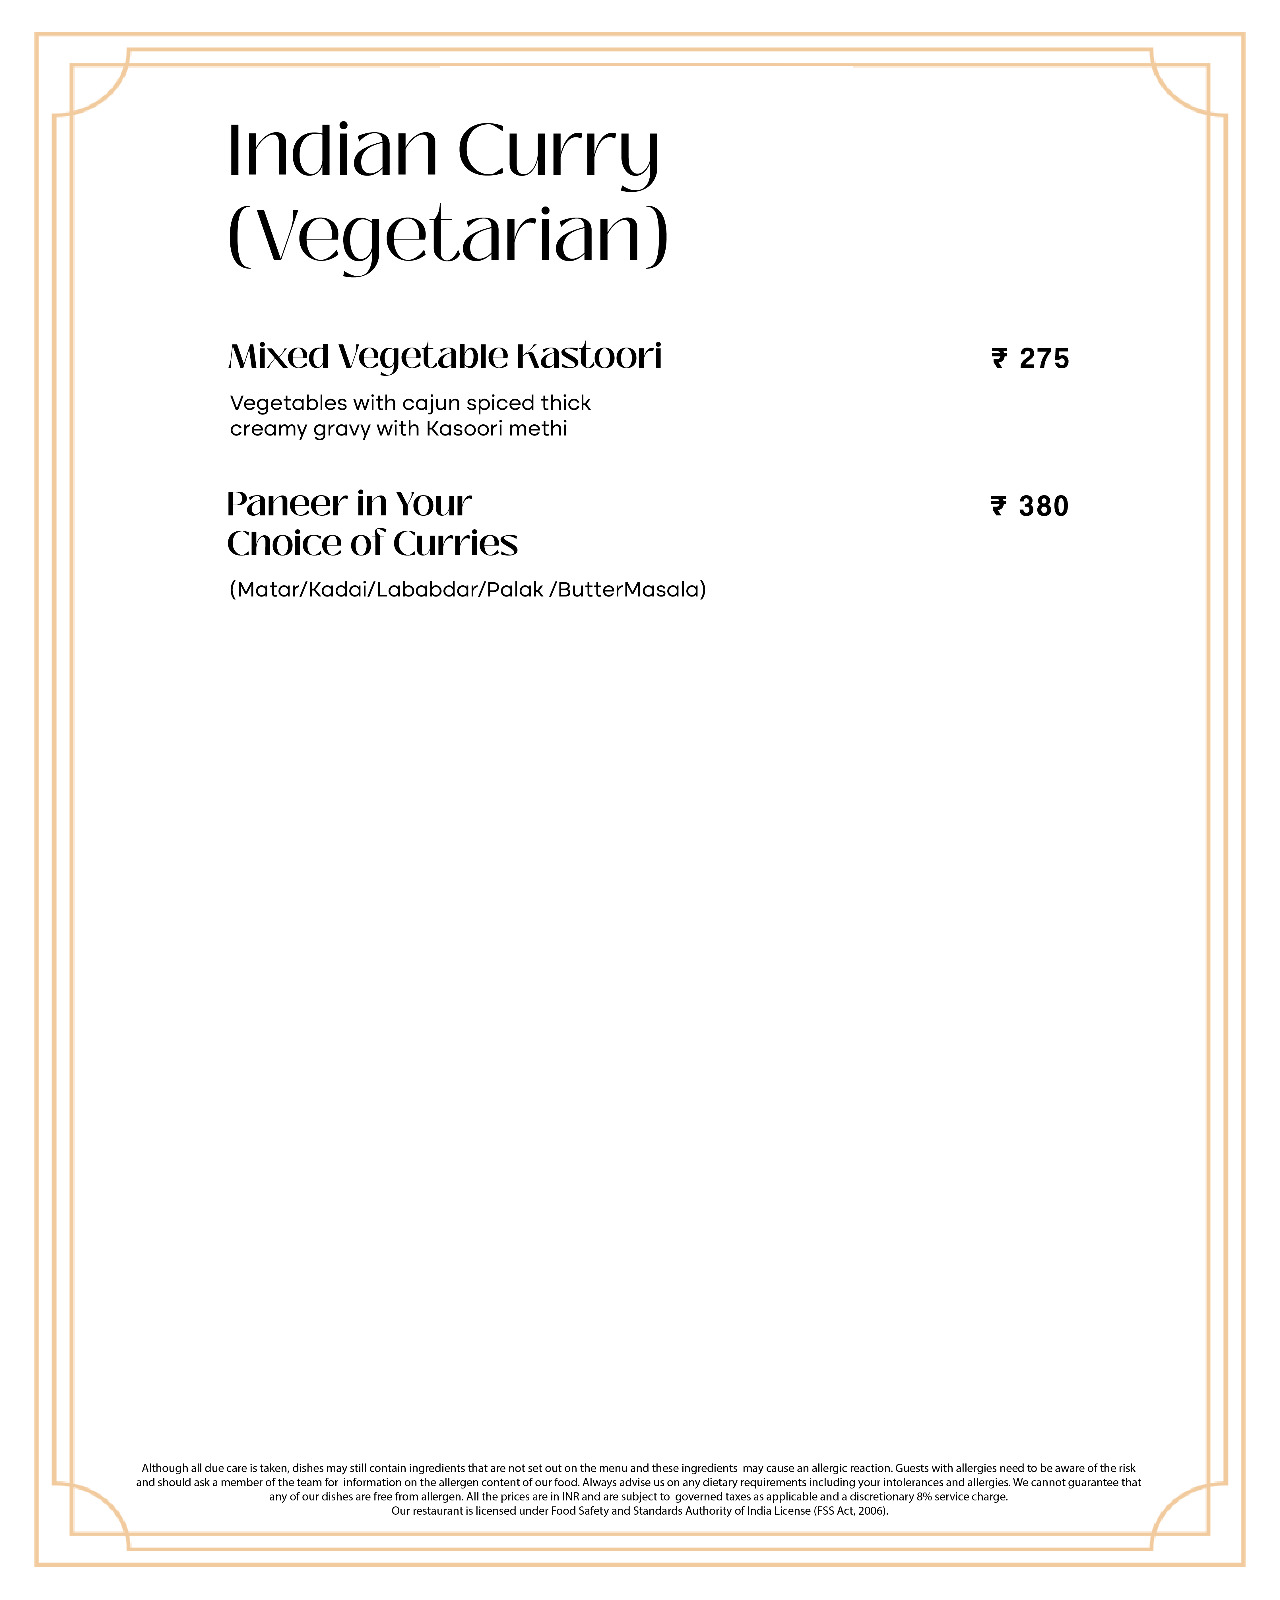 Indian Curry
(Vegetarian)
Mixed Vegetable Kastoori ₹ 275
Vegetables with cajun spiced thick
creamy gravy with Kasoori methi
Paneer in Your ₹ 380
Choice of Curries
(Matar/Kadai/Lababdar/Palak /ButterMasala)
Although all due care is taken, dishes may still contain ingredients that are not set out on the menu and these ingredients may cause an allergic reaction. Guests with allergies need to be aware of the risk
and should ask a member of the team for information on the allergen content of our food. Always advise us on any dietary requirements including your intolerances and allergies. We cannot guarantee that
any of our dishes are free from allergen. All the prices are in INR and are subject to governed taxes as applicable and a discretionary 8% service charge.
Our restaurant is licensed under Food Safety and Standards Authority of India License (FSS Act, 2006).